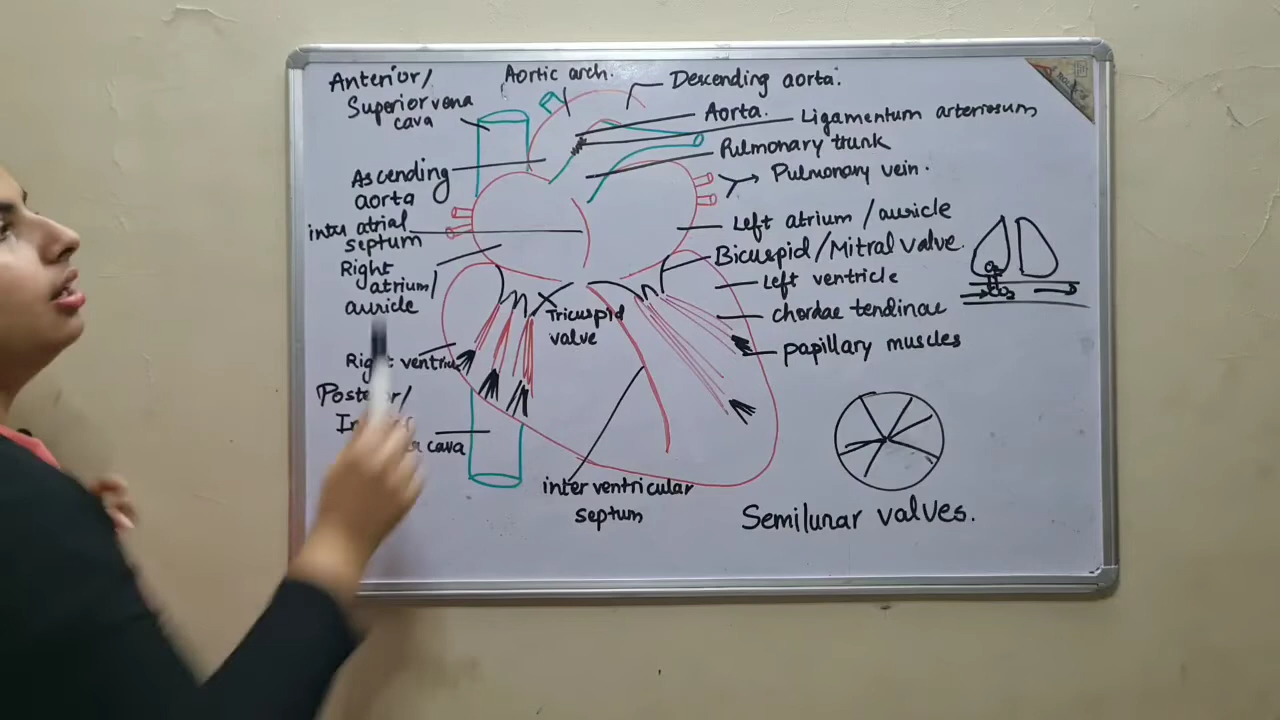 Anterior/
Superior vena
cava
Aortic arch.
Descending aorta.
Aorta.
Ligamentum arteriosum
Pulmonary trunk
Pulmonary vein.
Ascending
aorta
inter atrial
septum
Left atrium /auricle
Right
atrium/
auricle
Bicuspid/Mitral valve.
Left ventricle
Tricuspid
valve
chordae tendinae
papillary muscles
Right
cava
inter ventricular
septum
Semilunar valves.